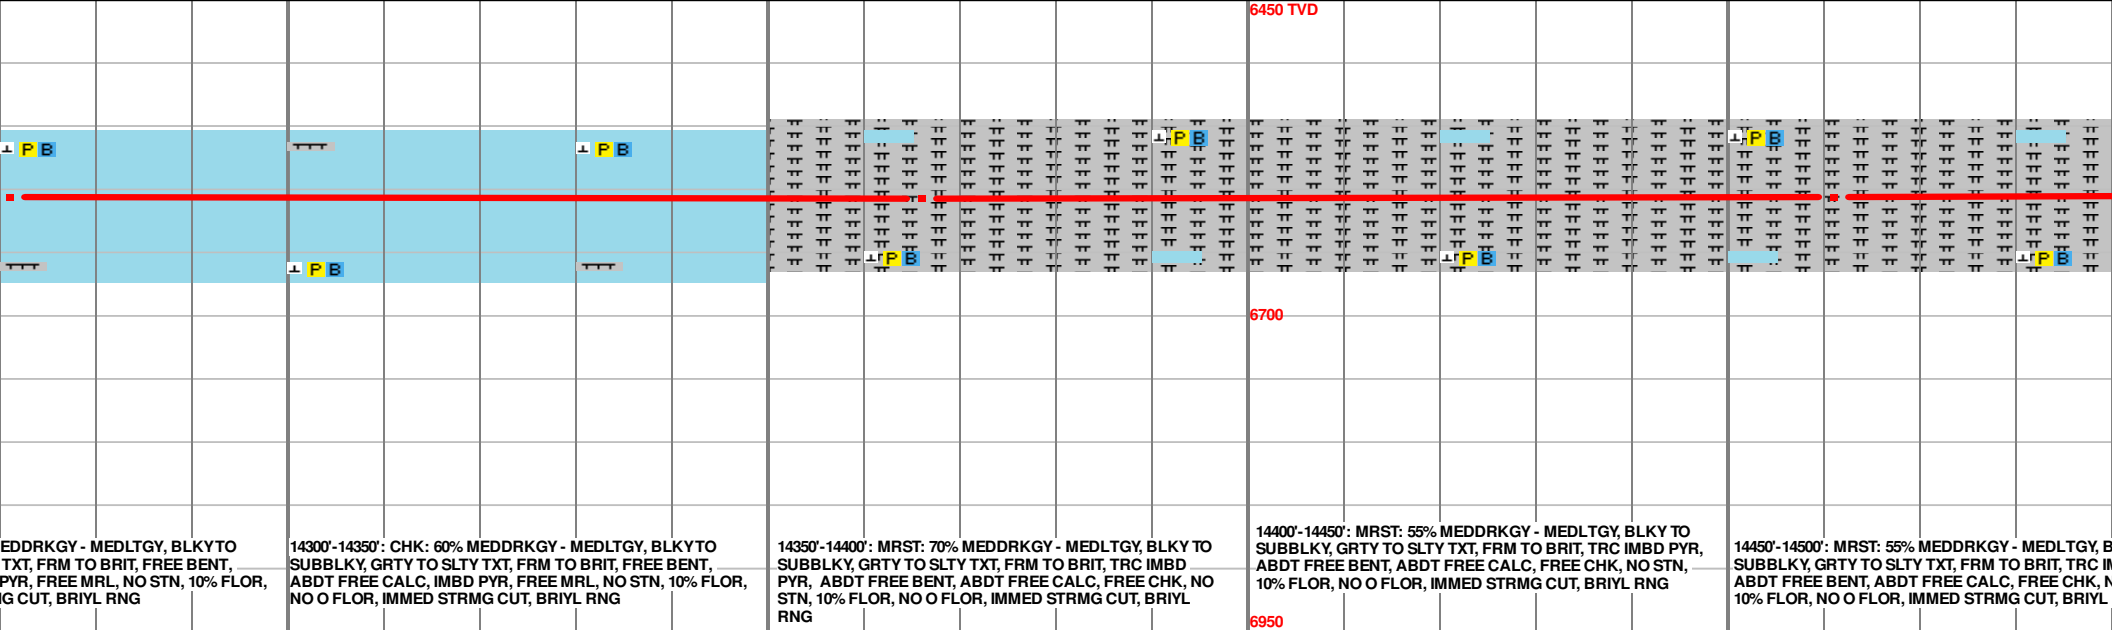 6450 TVD
P B
P B
P B
P B
P B
P B
P B
P B
6700
EDDRKGY - MEDLTGY, BLKY TO
TXT, FRM TO BRIT, FREE BENT,
PYR, FREE MRL, NO STN, 10% FLOR,
G CUT, BRIYL RNG
14300'-14350': CHK: 60% MEDDRKGY - MEDLTGY, BLKY TO
SUBBLKY, GRTY TO SLTY TXT, FRM TO BRIT, FREE BENT,
ABDT FREE CALC, IMBD PYR, FREE MRL, NO STN, 10% FLOR,
NO O FLOR, IMMED STRMG CUT, BRIYL RNG
14350'-14400': MRST: 70% MEDDRKGY - MEDLTGY, BLKY TO
SUBBLKY, GRTY TO SLTY TXT, FRM TO BRIT, TRC IMBD
PYR, ABDT FREE BENT, ABDT FREE CALC, FREE CHK, NO
STN, 10% FLOR, NO O FLOR, IMMED STRMG CUT, BRIYL
RNG
14400'-14450': MRST: 55% MEDDRKGY - MEDLTGY, BLKY TO
SUBBLKY, GRTY TO SLTY TXT, FRM TO BRIT, TRC IMBD PYR,
ABDT FREE BENT, ABDT FREE CALC, FREE CHK, NO STN,
10% FLOR, NO O FLOR, IMMED STRMG CUT, BRIYL RNG
14450'-14500': MRST: 55% MEDDRKGY - MEDLTGY, B
SUBBLKY, GRTY TO SLTY TXT, FRM TO BRIT, TRC I
ABDT FREE BENT, ABDT FREE CALC, FREE CHK, N
10% FLOR, NO O FLOR, IMMED STRMG CUT, BRIYL
6950